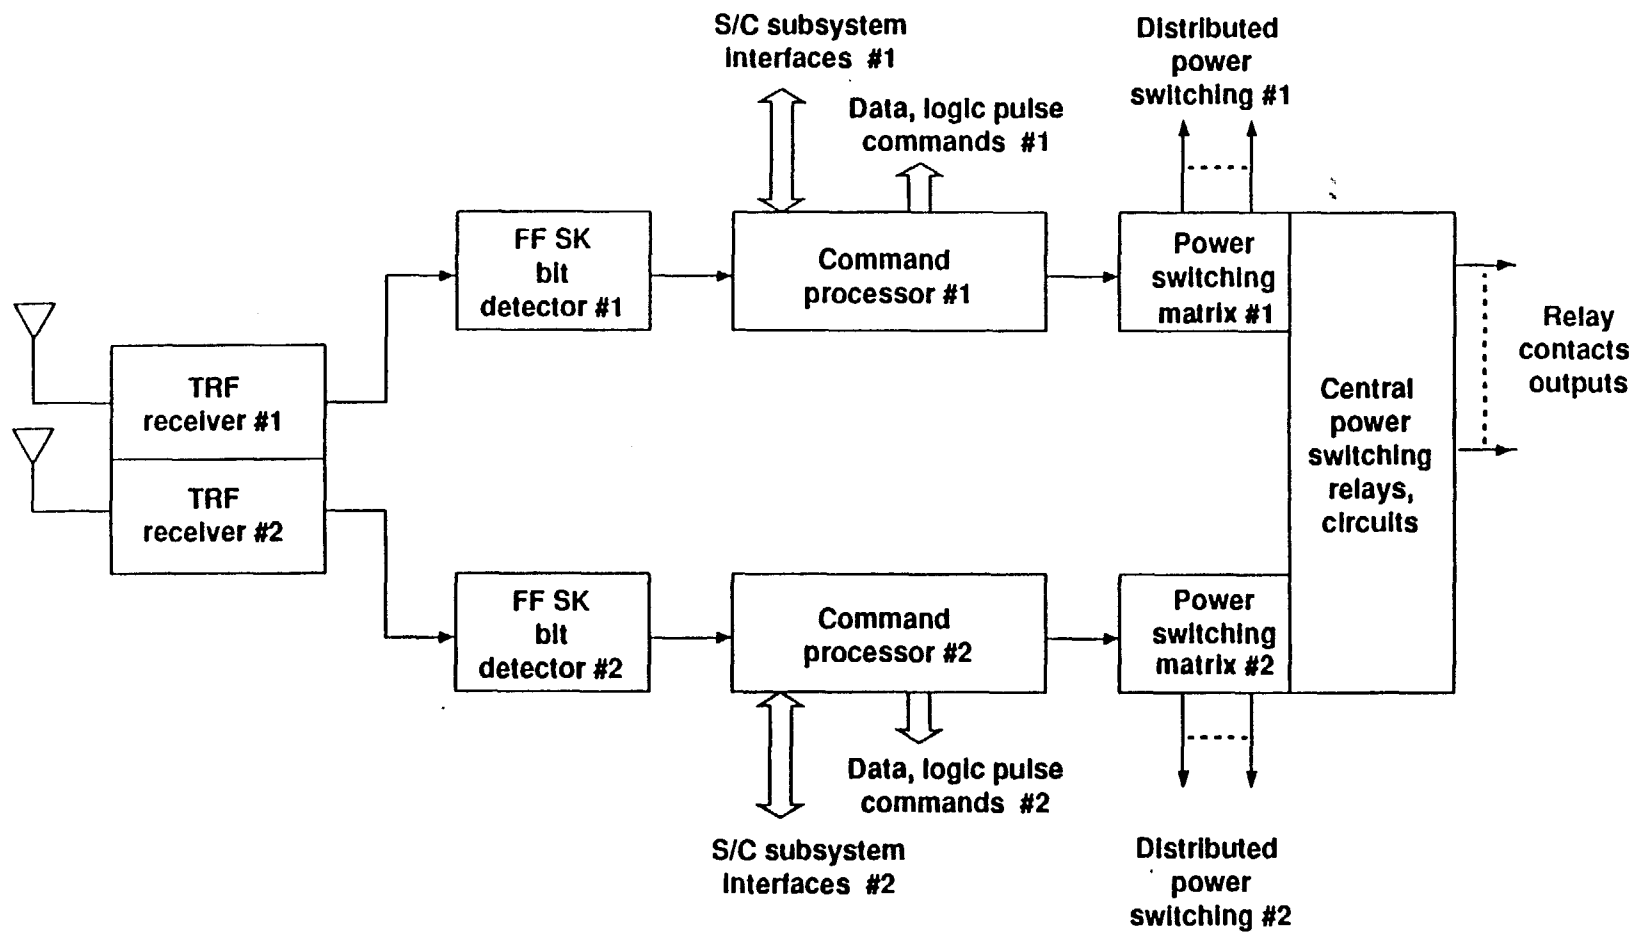 S/C subsystem
interfaces #1
Distributed
power
switching #1
Data, logic pulse
commands #1
FF SK
bit
detector #1
Command
processor #1
Power
switching
matrix #1
TRF
receiver #1
TRF
receiver #2
Central
power
switching
relays,
circuits
Relay
contacts
outputs
FF SK
bit
detector #2
Command
processor #2
Power
switching
matrix #2
Data, logic pulse
commands #2
S/C subsystem
interfaces #2
Distributed
power
switching #2